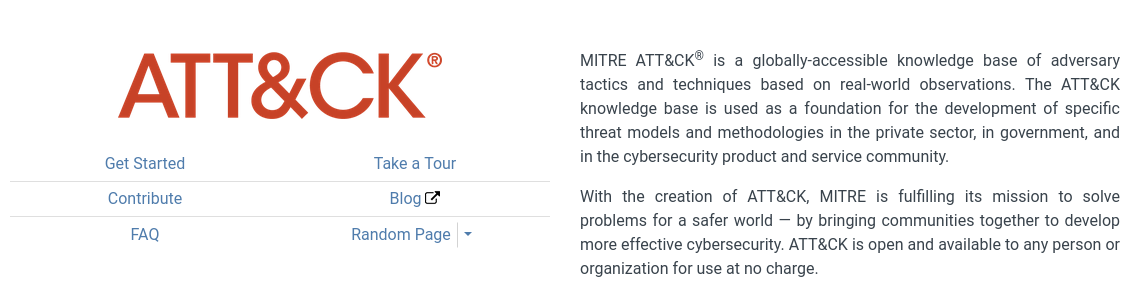 ATT&CK®
Get Started
Take a Tour
Contribute
Blog
FAQ
Random Page
MITRE ATT&CK® is a globally-accessible knowledge base of adversary
tactics and techniques based on real-world observations. The ATT&CK
knowledge base is used as a foundation for the development of specific
threat models and methodologies in the private sector, in government, and
in the cybersecurity product and service community.
With the creation of ATT&CK, MITRE is fulfilling its mission to solve
problems for a safer world — by bringing communities together to develop
more effective cybersecurity. ATT&CK is open and available to any person or
organization for use at no charge.